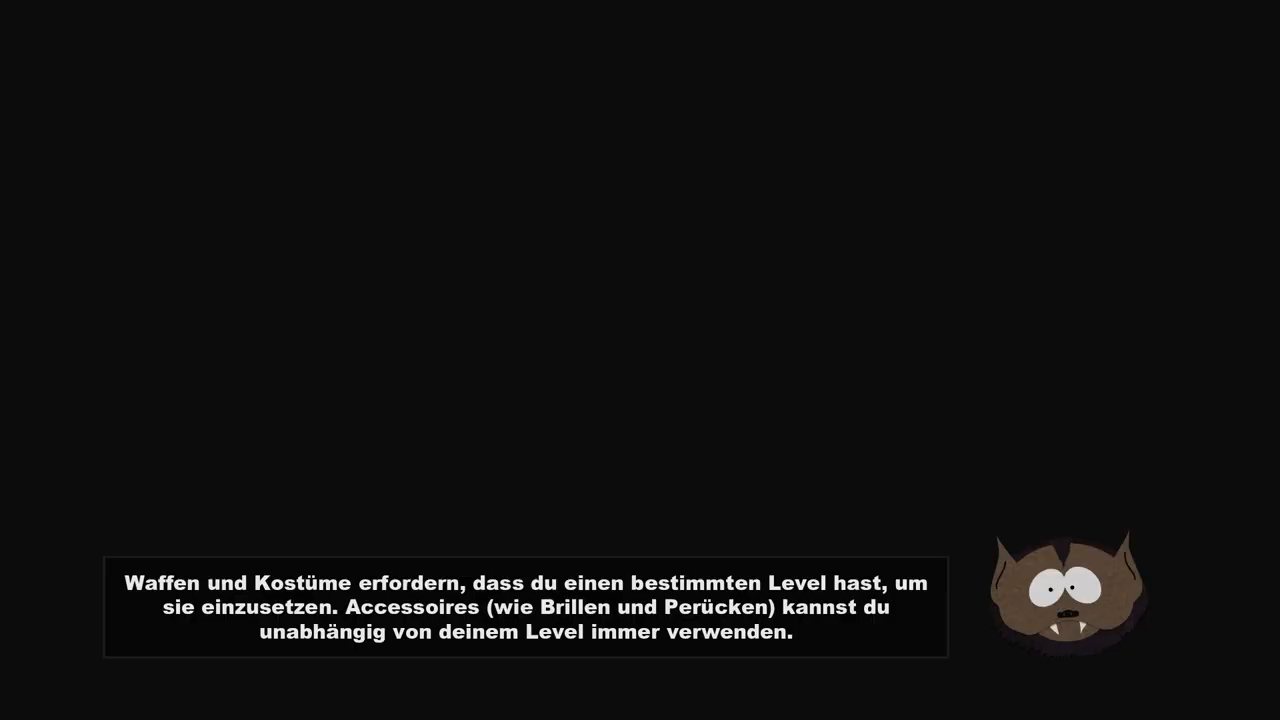 Waffen und Kostüme erfordern, dass du einen bestimmten Level hast, um
sie einzusetzen. Accessoires (wie Brillen und Perücken) kannst du
unabhängig von deinem Level immer verwenden.